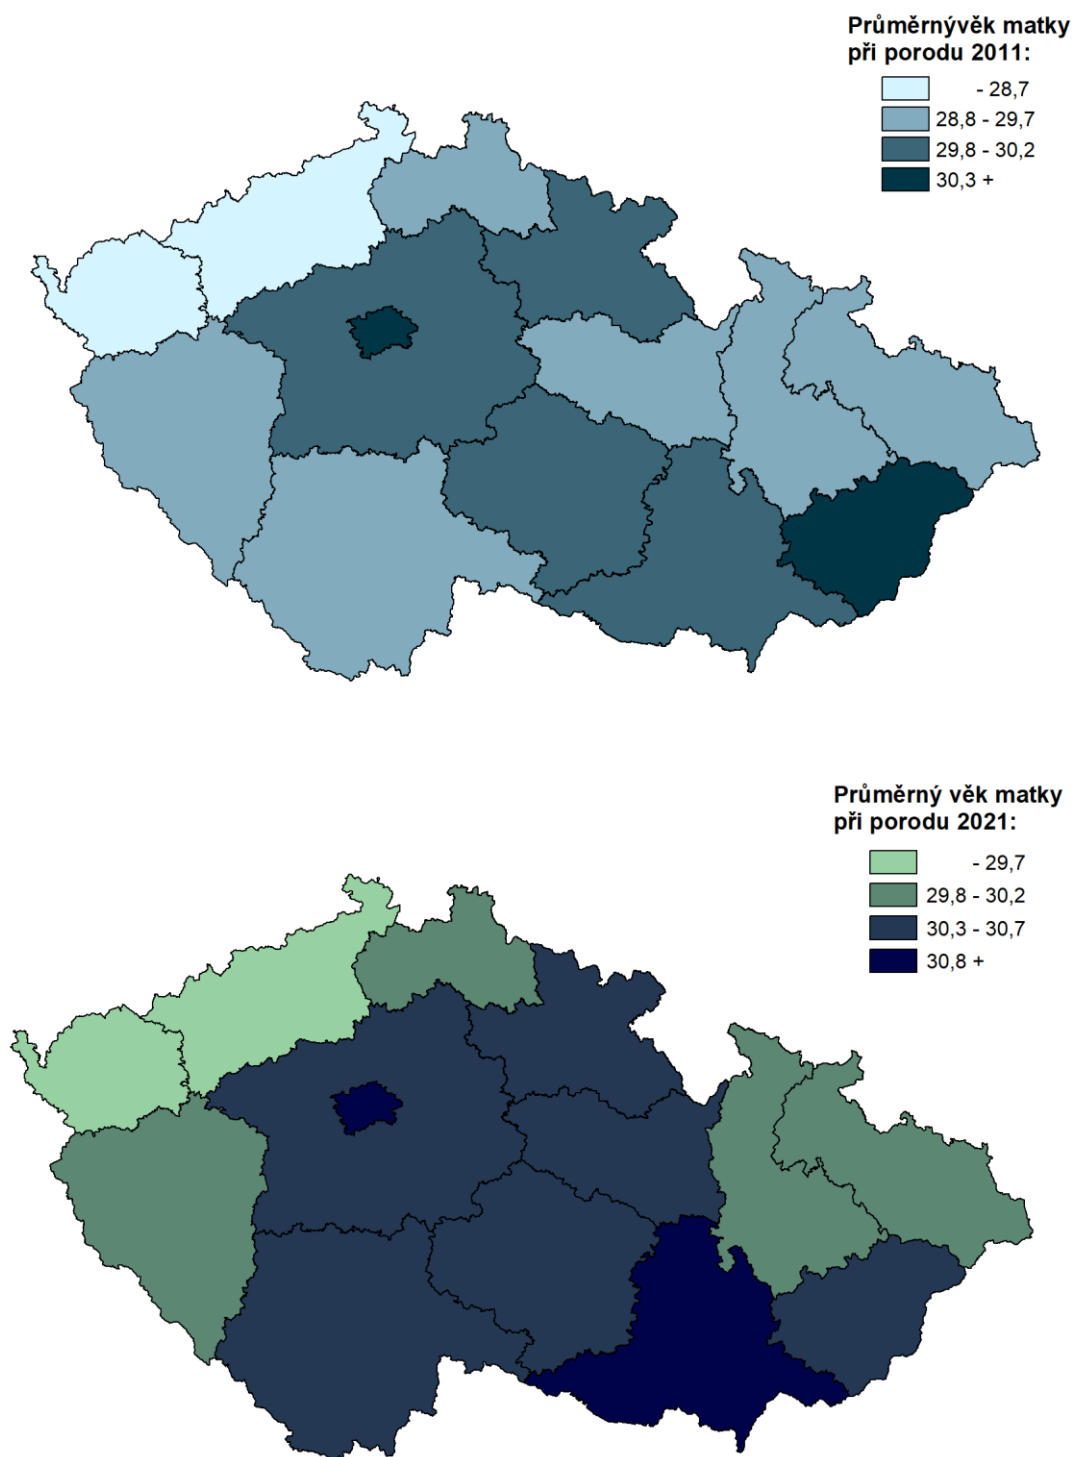 Průměrnývěk matky
při porodu 2011:
- 28,7
28,8 - 29,7
29,8 - 30,2
30,3 +
Průměrný věk matky
při porodu 2021:
- 29,7
29,8 - 30,2
30,3 - 30,7
30,8 +